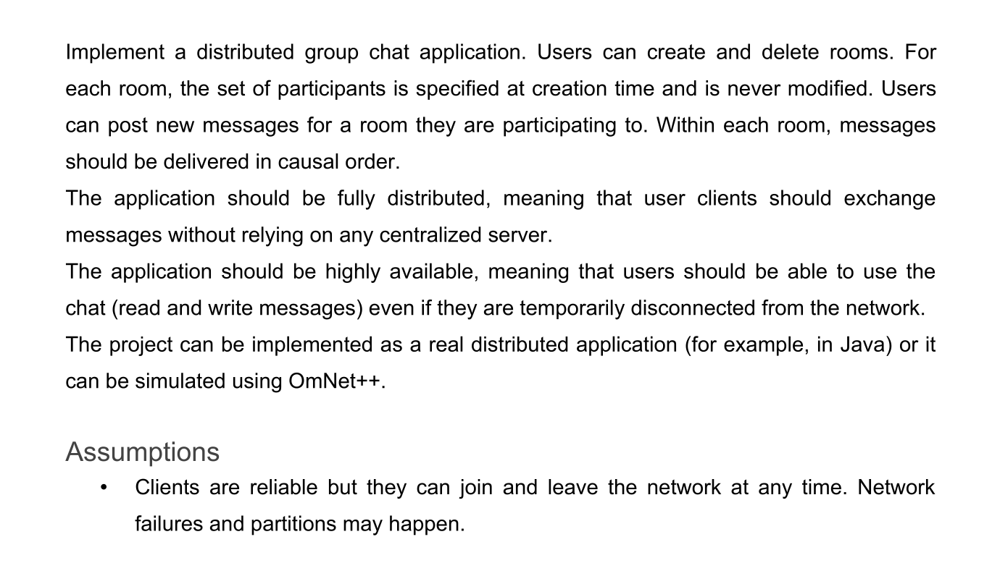 Implement a distributed group chat application. Users can create and delete rooms. For
each room, the set of participants is specified at creation time and is never modified. Users
can post new messages for a room they are participating to. Within each room, messages
should be delivered in causal order.
The application should be fully distributed, meaning that user clients should exchange
messages without relying on any centralized server.
The application should be highly available, meaning that users should be able to use the
chat (read and write messages) even if they are temporarily disconnected from the network.
The project can be implemented as a real distributed application (for example, in Java) or it
can be simulated using OmNet++.
Assumptions
• Clients are reliable but they can join and leave the network at any time. Network
failures and partitions may happen.